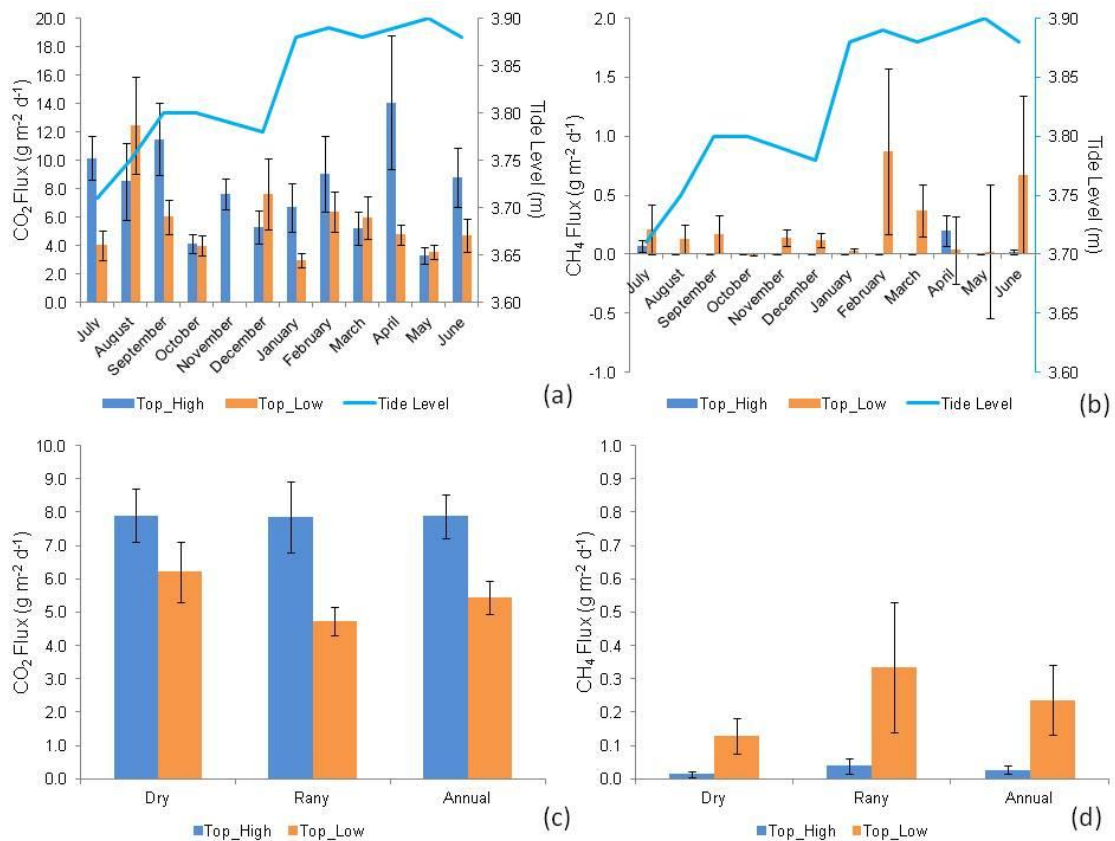 20.0
18.0
16.0
14.0
12.0
10.0
8.0
6.0
4.0
2.0
0.0
CO2 Flux (g m-2 d-1)
3.90
3.85
3.80
3.75
3.70
3.65
3.60
Tide Level (m)
July
August
September
October
November
December
January
February
March
April
May
June
Top_High Top_Low Tide Level
(a)
2.0
1.5
1.0
0.5
0.0
-0.5
-1.0
CH4 Flux (g m-2 d-1)
3.90
3.85
3.80
3.75
3.70
3.65
3.60
Tide Level (m)
July
August
September
October
November
December
January
February
March
April
May
June
Top_High Top_Low Tide Level
(b)
10.0
9.0
8.0
7.0
6.0
5.0
4.0
3.0
2.0
1.0
0.0
CO2 Flux (g m-2 d-1)
Dry Rany Annual
Top_High Top_Low
(c)
1.0
0.9
0.8
0.7
0.6
0.5
0.4
0.3
0.2
0.1
0.0
CH4 Flux (g m-2 d-1)
Dry Rany Annual
Top_High Top_Low
(d)